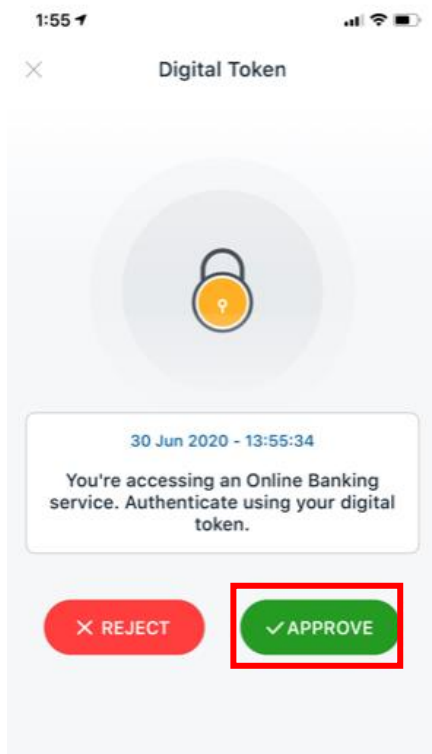 1:55
Digital Token
30 Jun 2020 - 13:55:34
You're accessing an Online Banking
service. Authenticate using your digital
token.
REJECT
APPROVE